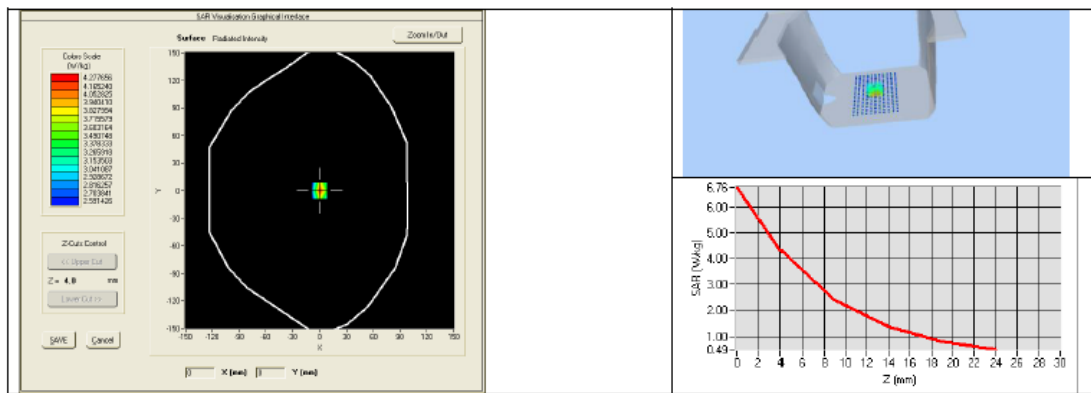 SAR Visualisation Graphical Interface
Surface Radiated Intensity
Zoom In/Out
Colors Scale
(W/kg)
4.277656
4.165240
4.052825
3.940410
3.827994
3.715579
3.603164
3.490748
3.378333
3.265918
3.153503
3.041087
2.928672
2.816257
2.703841
2.591426
150
120
90
60
30
0
-30
-60
-90
-120
-150
Y
-150 -120 -90 -60 -30 0 30 60 90 120 150
X
Z-Cuts Control
<< Upper Cut
Z = 4.0 mm
Lower Cut >>
SAVE Cancel
0 X (mm) 0 Y (mm)
6.76
6.00
5.00
4.00
3.00
2.00
1.00
0.49
SAR (W/kg)
0 2 4 6 8 10 12 14 16 18 20 22 24 26 28 30
Z (mm)